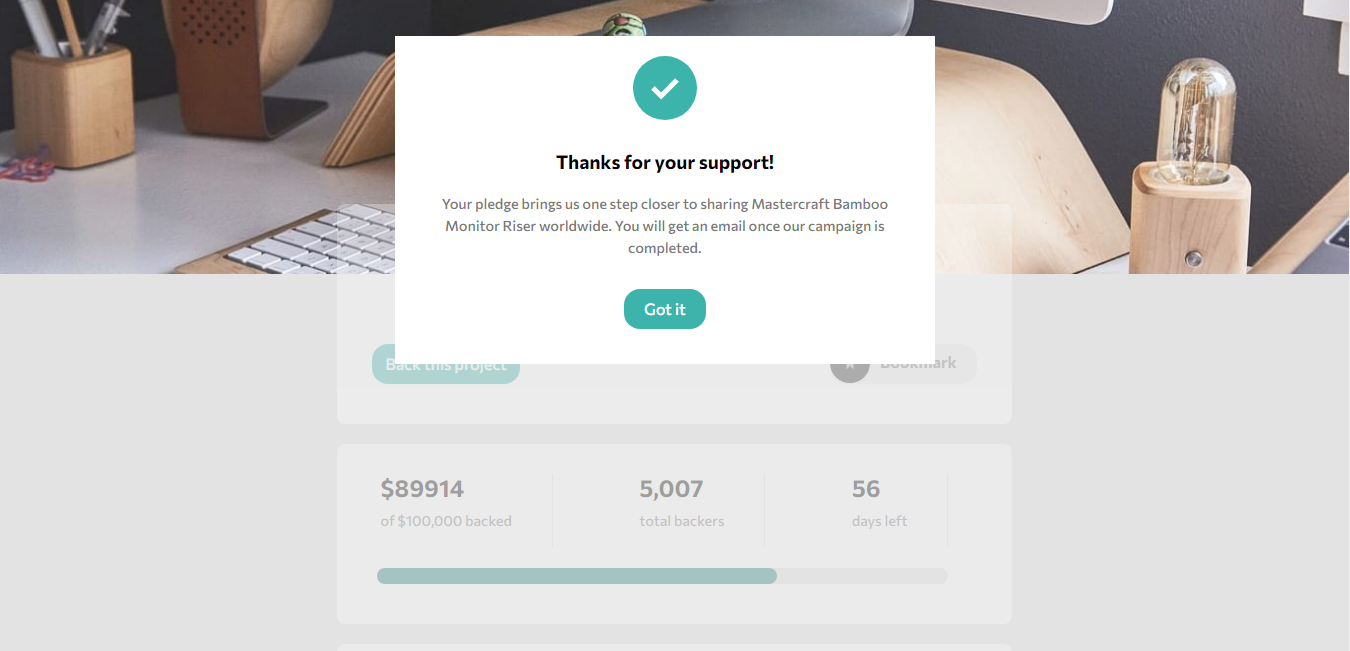 Thanks for your support!
Your pledge brings us one step closer to sharing Mastercraft Bamboo
Monitor Riser worldwide. You will get an email once our campaign is
completed.
Got it
Back this project
Bookmark
$89914
5,007
56
of $100,000 backed
total backers
days left